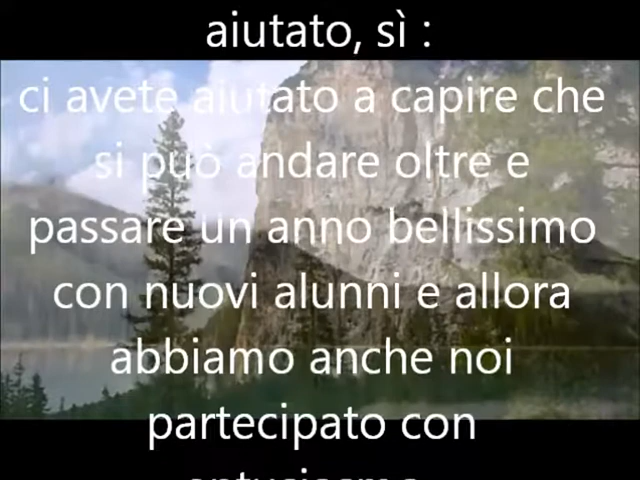 aiutato, sì :
ci avete aiutato a capire che
si può andare oltre e
passare un anno bellissimo
con nuovi alunni e allora
abbiamo anche noi
partecipato con